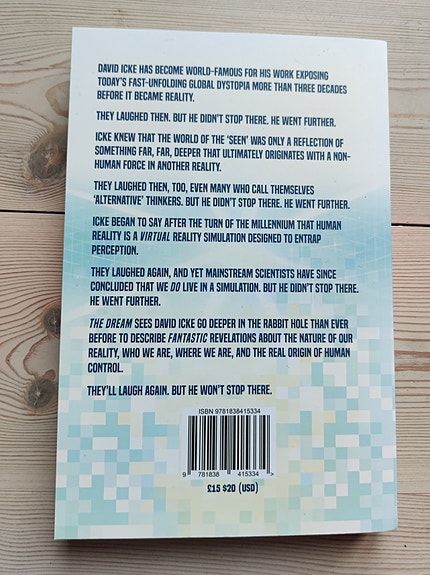 DAVID ICKE HAS BECOME WORLD-FAMOUS FOR HIS WORK EXPOSING
TODAY'S FAST-UNFOLDING GLOBAL DYSTOPIA MORE THAN THREE DECADES
BEFORE IT BECAME REALITY.
THEY LAUGHED THEN. BUT HE DIDN'T STOP THERE. HE WENT FURTHER.
ICKE KNEW THAT THE WORLD OF THE 'SEEN' WAS ONLY A REFLECTION OF
SOMETHING FAR, FAR, DEEPER THAT ULTIMATELY ORIGINATES WITH A NON-
HUMAN FORCE IN ANOTHER REALITY.
THEY LAUGHED THEN, TOO, EVEN MANY WHO CALL THEMSELVES
'ALTERNATIVE' THINKERS. BUT HE DIDN'T STOP THERE. HE WENT FURTHER.
ICKE BEGAN TO SAY AFTER THE TURN OF THE MILLENNIUM THAT HUMAN
REALITY IS A VIRTUAL REALITY SIMULATION DESIGNED TO ENTRAP
PERCEPTION.
THEY LAUGHED AGAIN, AND YET MAINSTREAM SCIENTISTS HAVE SINCE
CONCLUDED THAT WE DO LIVE IN A SIMULATION. BUT HE DIDN'T STOP THERE.
HE WENT FURTHER.
THE DREAM SEES DAVID ICKE GO DEEPER IN THE RABBIT HOLE THAN EVER
BEFORE TO DESCRIBE FANTASTIC REVELATIONS ABOUT THE NATURE OF OUR
REALITY, WHO WE ARE, WHERE WE ARE, AND THE REAL ORIGIN OF HUMAN
CONTROL.
THEY'LL LAUGH AGAIN. BUT HE WON'T STOP THERE.
ISBN 9781838415334
9 781838 415334 >
£15 $20 (USD)